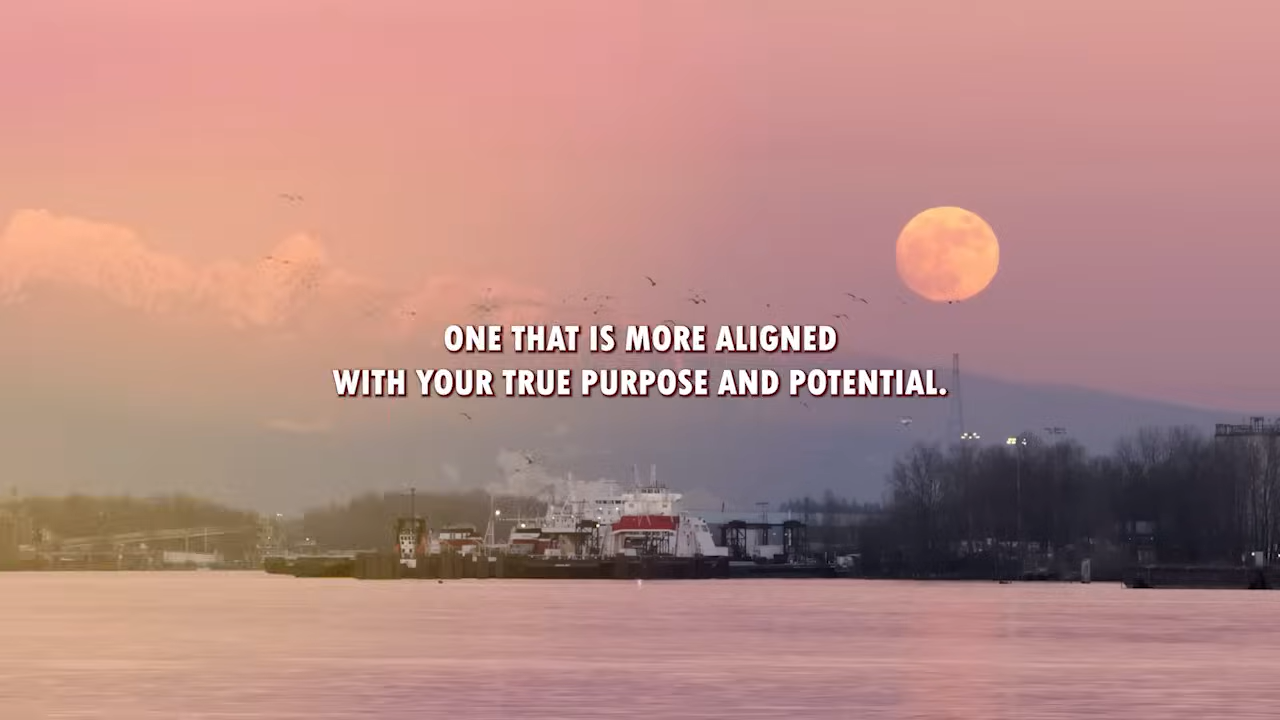 ONE THAT IS MORE ALIGNED
WITH YOUR TRUE PURPOSE AND POTENTIAL.